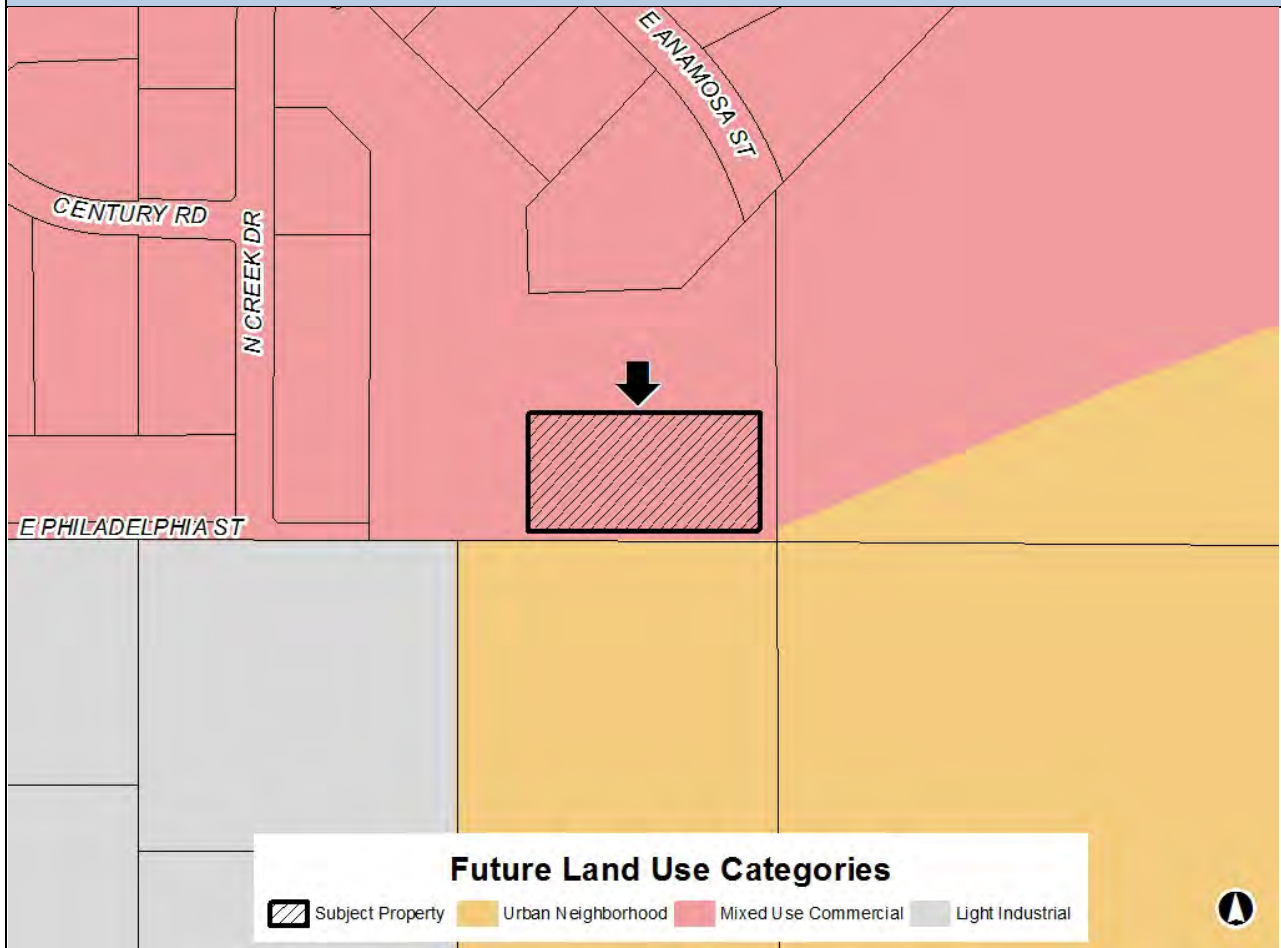 E ANAMOSA ST
CENTURY RD
N CREEK DR
E PHILADELPHIA ST
Future Land Use Categories
Subject Property Urban Neighborhood Mixed Use Commercial Light Industrial